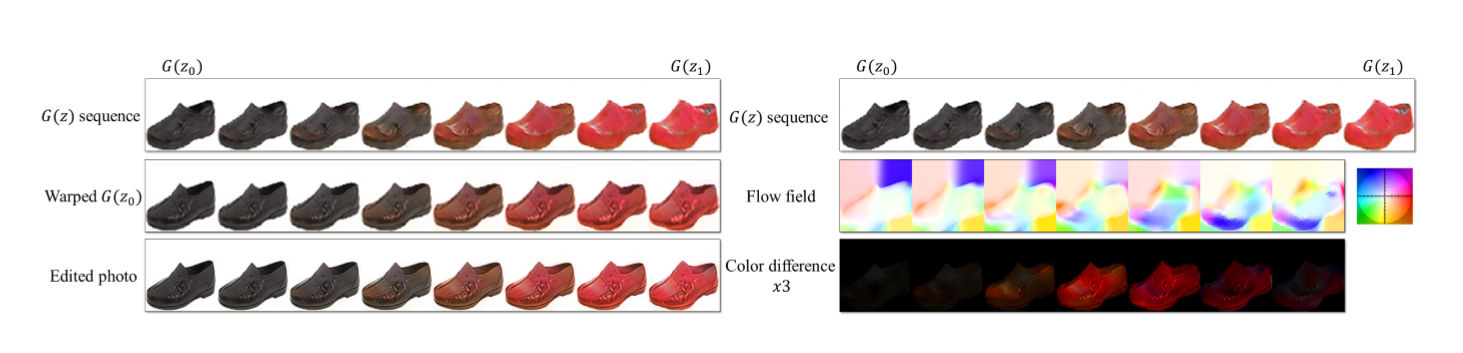 G(z₀)
G(z₁)
G(z) sequence
Warped G(z₀)
Edited photo
G(z₀)
G(z₁)
G(z) sequence
Flow field
Color difference
x3